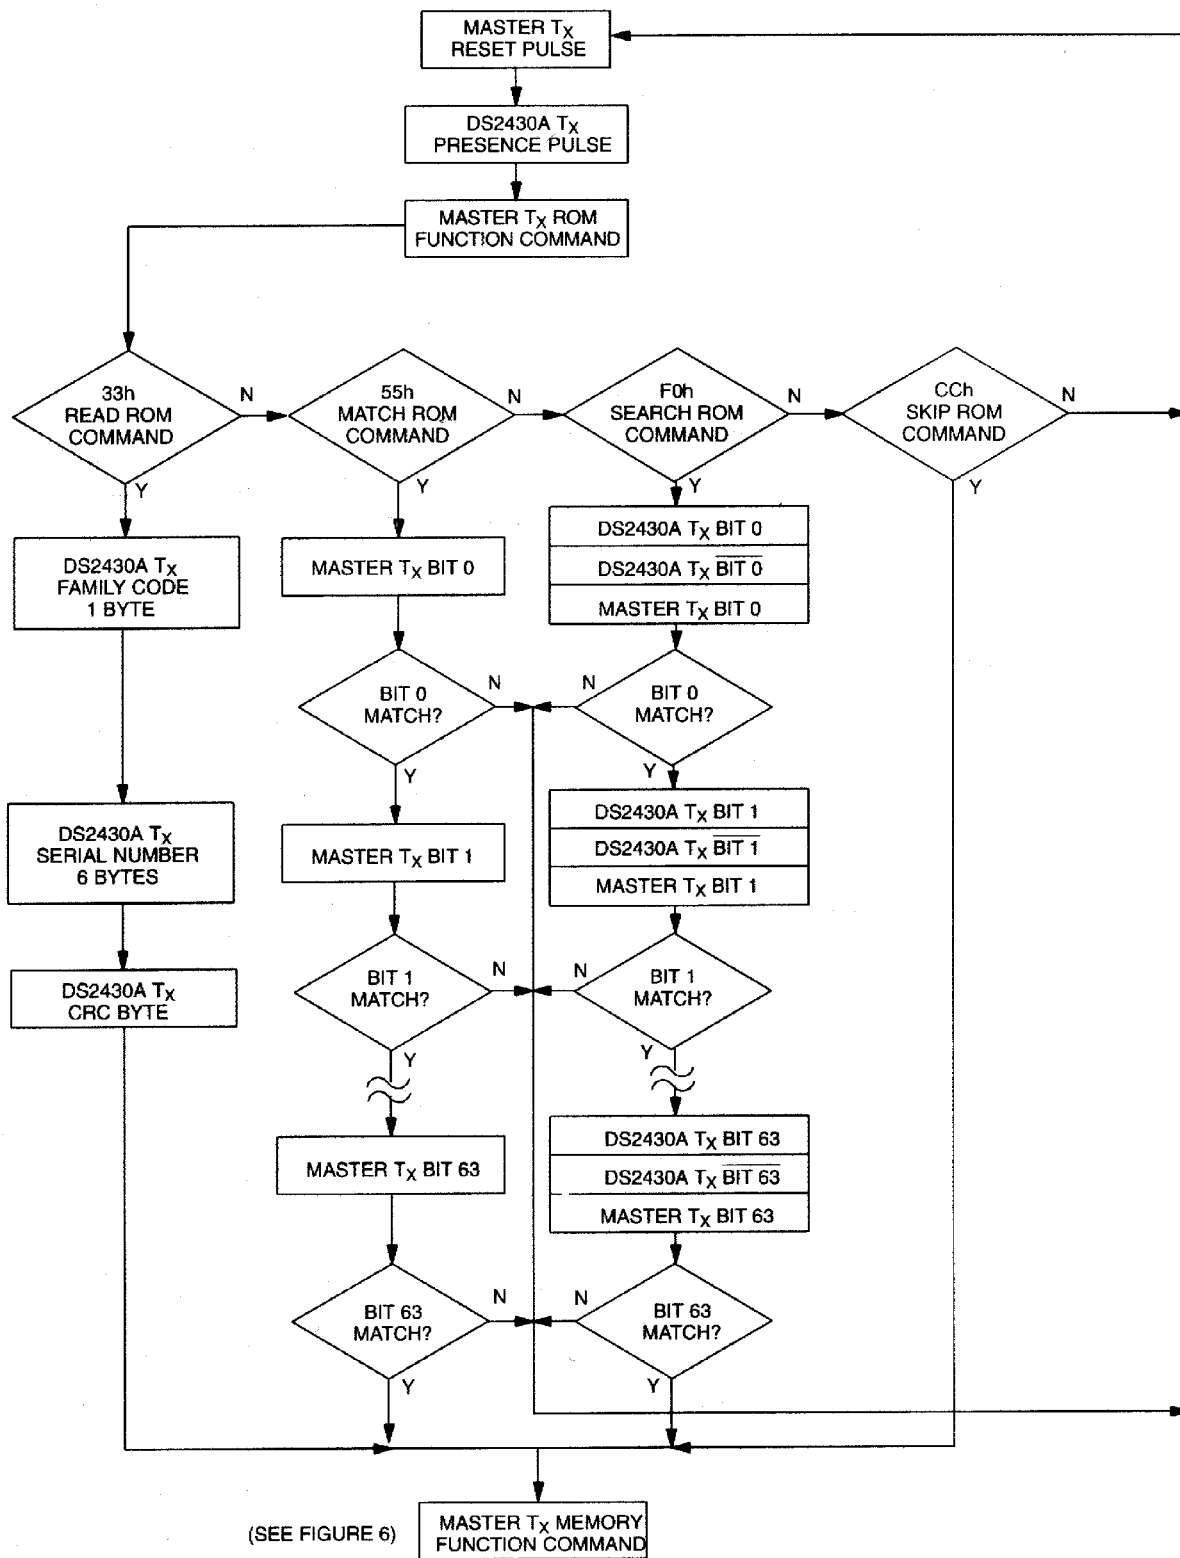 MASTER TX
RESET PULSE
DS2430A TX
PRESENCE PULSE
MASTER TX ROM
FUNCTION COMMAND
33h
READ ROM
COMMAND
N
Y
55h
MATCH ROM
COMMAND
N
Y
F0h
SEARCH ROM
COMMAND
N
Y
CCh
SKIP ROM
COMMAND
N
Y
DS2430A TX
FAMILY CODE
1 BYTE
DS2430A TX
SERIAL NUMBER
6 BYTES
DS2430A TX
CRC BYTE
MASTER TX BIT 0
BIT 0
MATCH?
N
Y
MASTER TX BIT 1
BIT 1
MATCH?
N
Y
MASTER TX BIT 63
BIT 63
MATCH?
N
Y
DS2430A TX BIT 0
DS2430A TX B̅I̅T̅ ̅0̅
MASTER TX BIT 0
BIT 0
MATCH?
N
Y
DS2430A TX BIT 1
DS2430A TX B̅I̅T̅ ̅1̅
MASTER TX BIT 1
BIT 1
MATCH?
N
Y
DS2430A TX BIT 63
DS2430A TX B̅I̅T̅ ̅6̅3̅
MASTER TX BIT 63
BIT 63
MATCH?
N
Y
(SEE FIGURE 6)
MASTER TX MEMORY
FUNCTION COMMAND